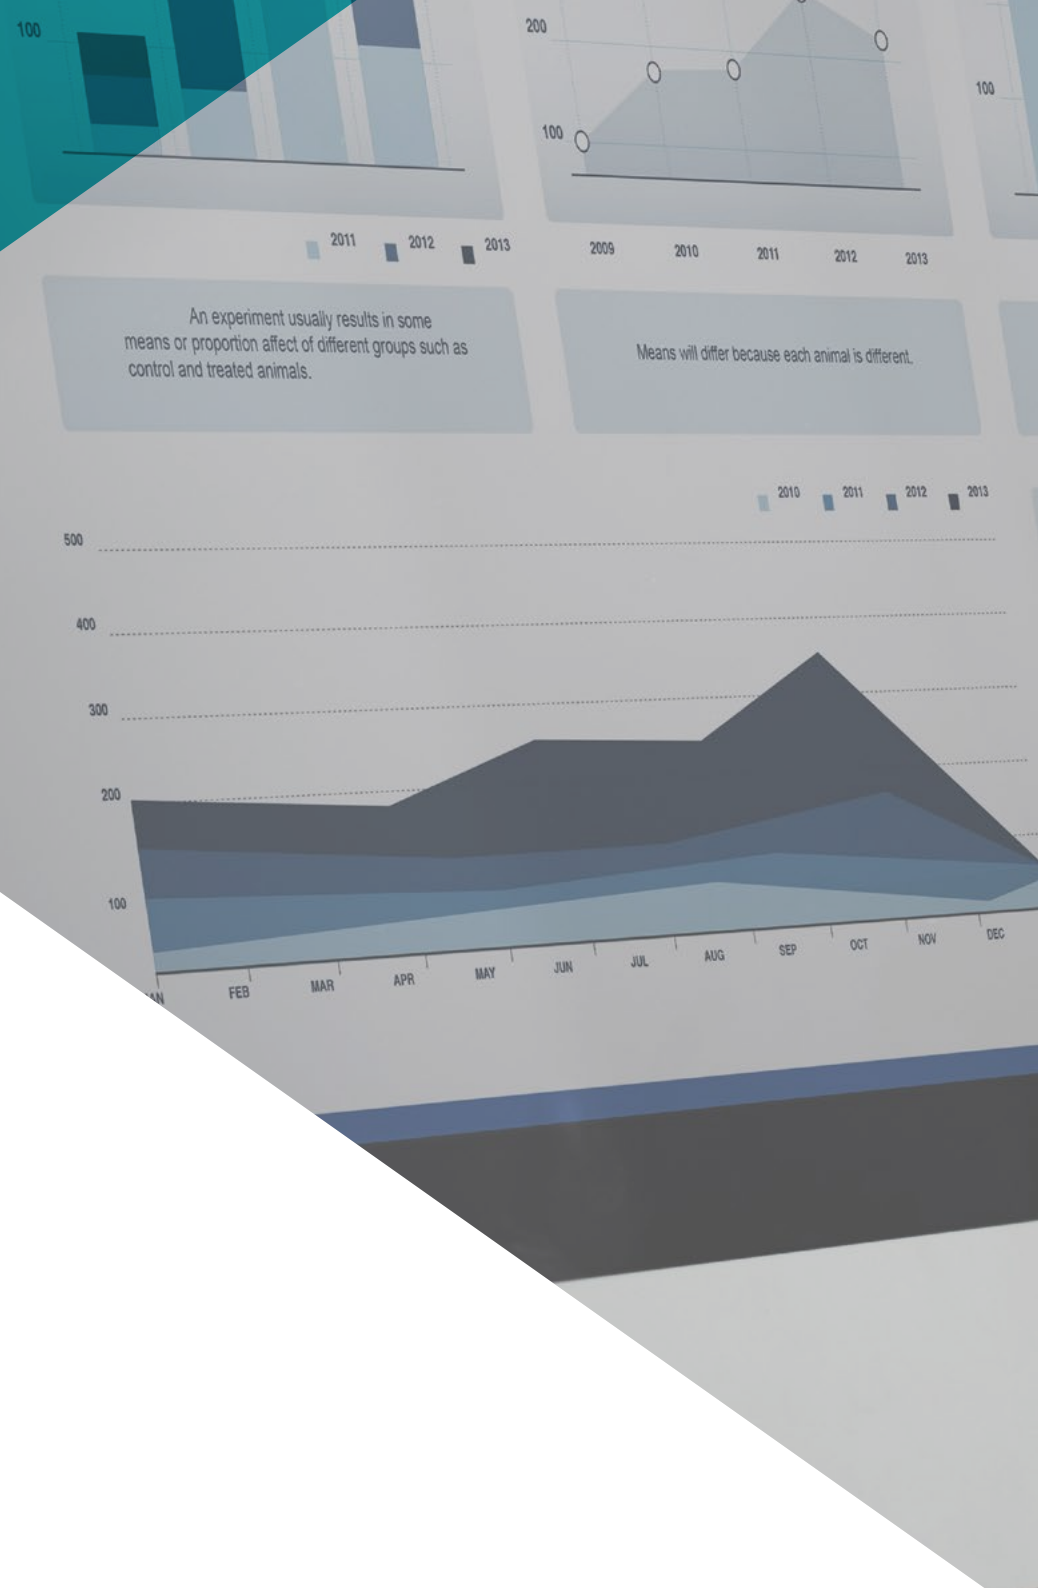 100
200
100
100
2011 2012 2013
2009 2010 2011 2012 2013
An experiment usually results in some
means or proportion affect of different groups such as
control and treated animals.
Means will differ because each animal is different.
2010 2011 2012 2013
500
400
300
200
100
FEB MAR APR MAY JUN JUL AUG SEP OCT NOV DEC